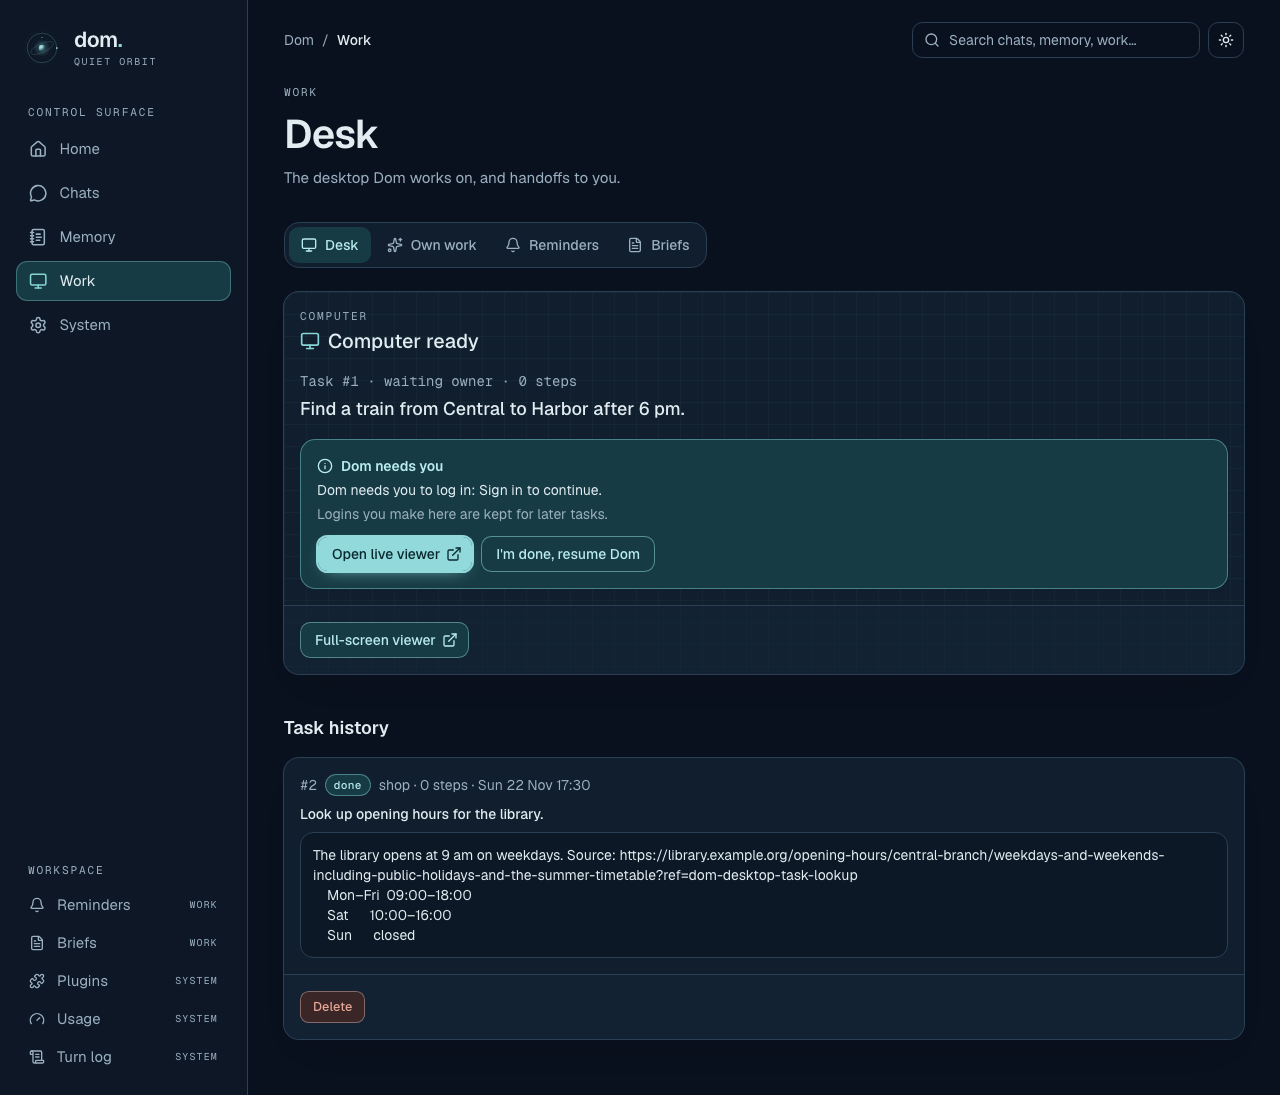 dom.
QUIET ORBIT
CONTROL SURFACE
Home
Chats
Memory
Work
System
WORKSPACE
Reminders WORK
Briefs WORK
Plugins SYSTEM
Usage SYSTEM
Turn log SYSTEM
Dom / Work
Search chats, memory, work…
WORK
Desk
The desktop Dom works on, and handoffs to you.
Desk Own work Reminders Briefs
COMPUTER
Computer ready
Task #1 · waiting owner · 0 steps
Find a train from Central to Harbor after 6 pm.
Dom needs you
Dom needs you to log in: Sign in to continue.
Logins you make here are kept for later tasks.
Open live viewer I'm done, resume Dom
Full-screen viewer
Task history
#2 done shop · 0 steps · Sun 22 Nov 17:30
Look up opening hours for the library.
The library opens at 9 am on weekdays. Source: https://library.example.org/opening-hours/central-branch/weekdays-and-weekends-
including-public-holidays-and-the-summer-timetable?ref=dom-desktop-task-lookup
Mon–Fri 09:00–18:00
Sat 10:00–16:00
Sun closed
Delete